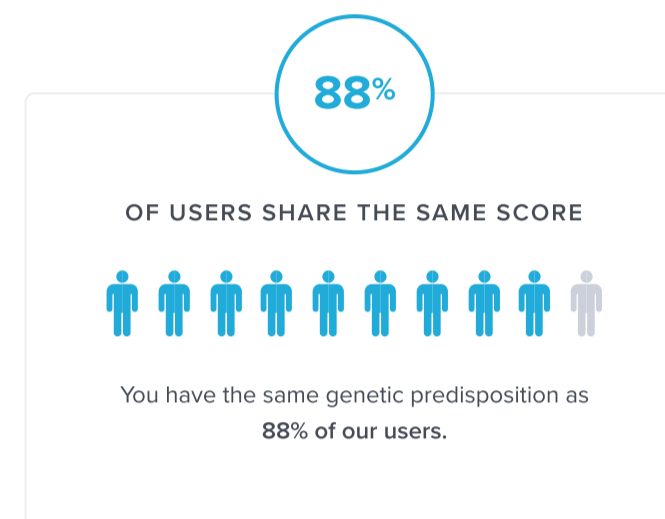 88%
OF USERS SHARE THE SAME SCORE
You have the same genetic predisposition as
88% of our users.